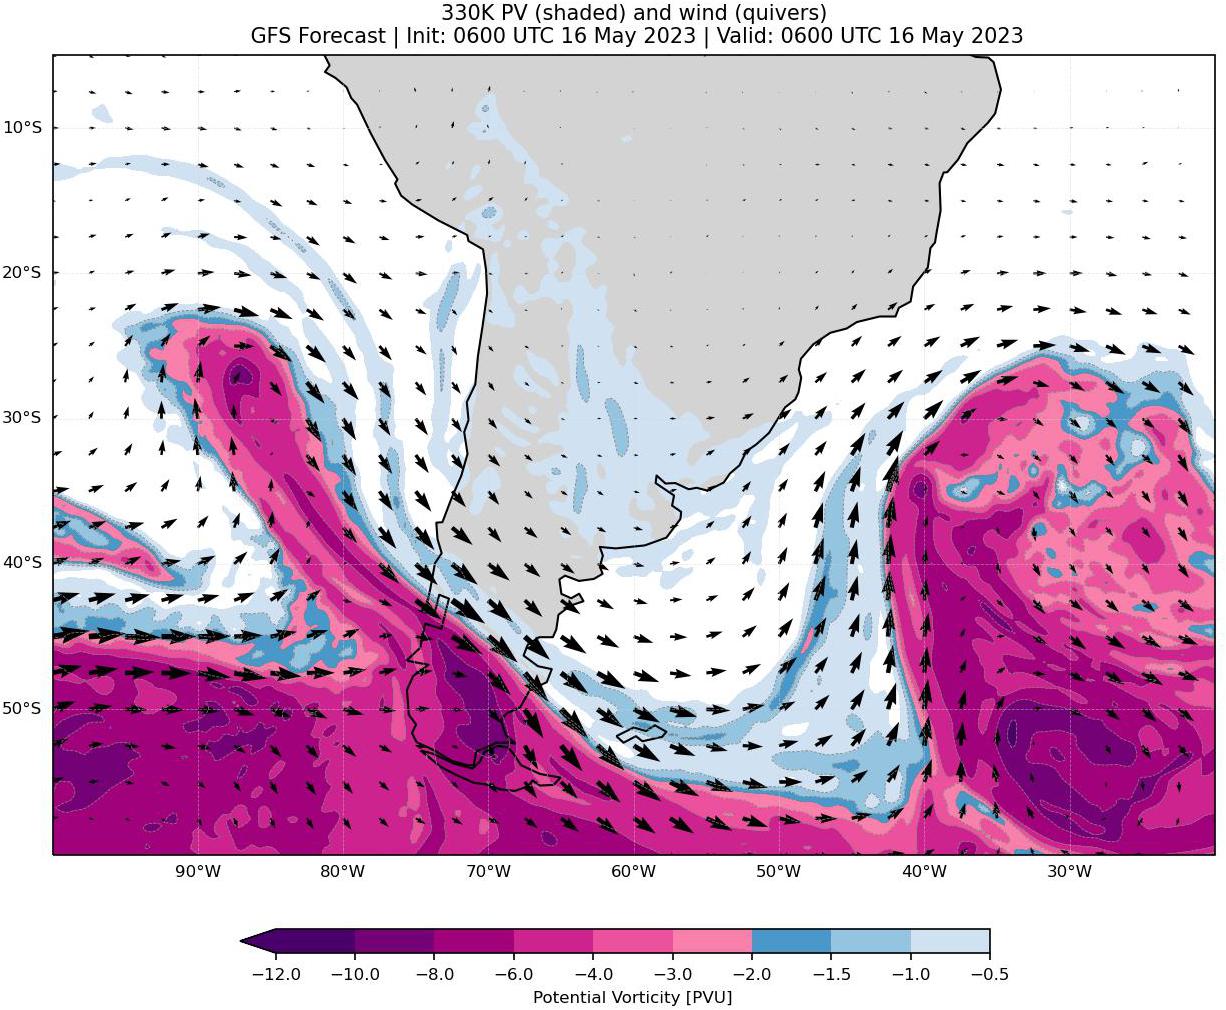 330K PV (shaded) and wind (quivers)
GFS Forecast | Init: 0600 UTC 16 May 2023 | Valid: 0600 UTC 16 May 2023
10°S
20°S
30°S
40°S
50°S
90°W 80°W 70°W 60°W 50°W 40°W 30°W
−12.0 −10.0 −8.0 −6.0 −4.0 −3.0 −2.0 −1.5 −1.0 −0.5
Potential Vorticity [PVU]